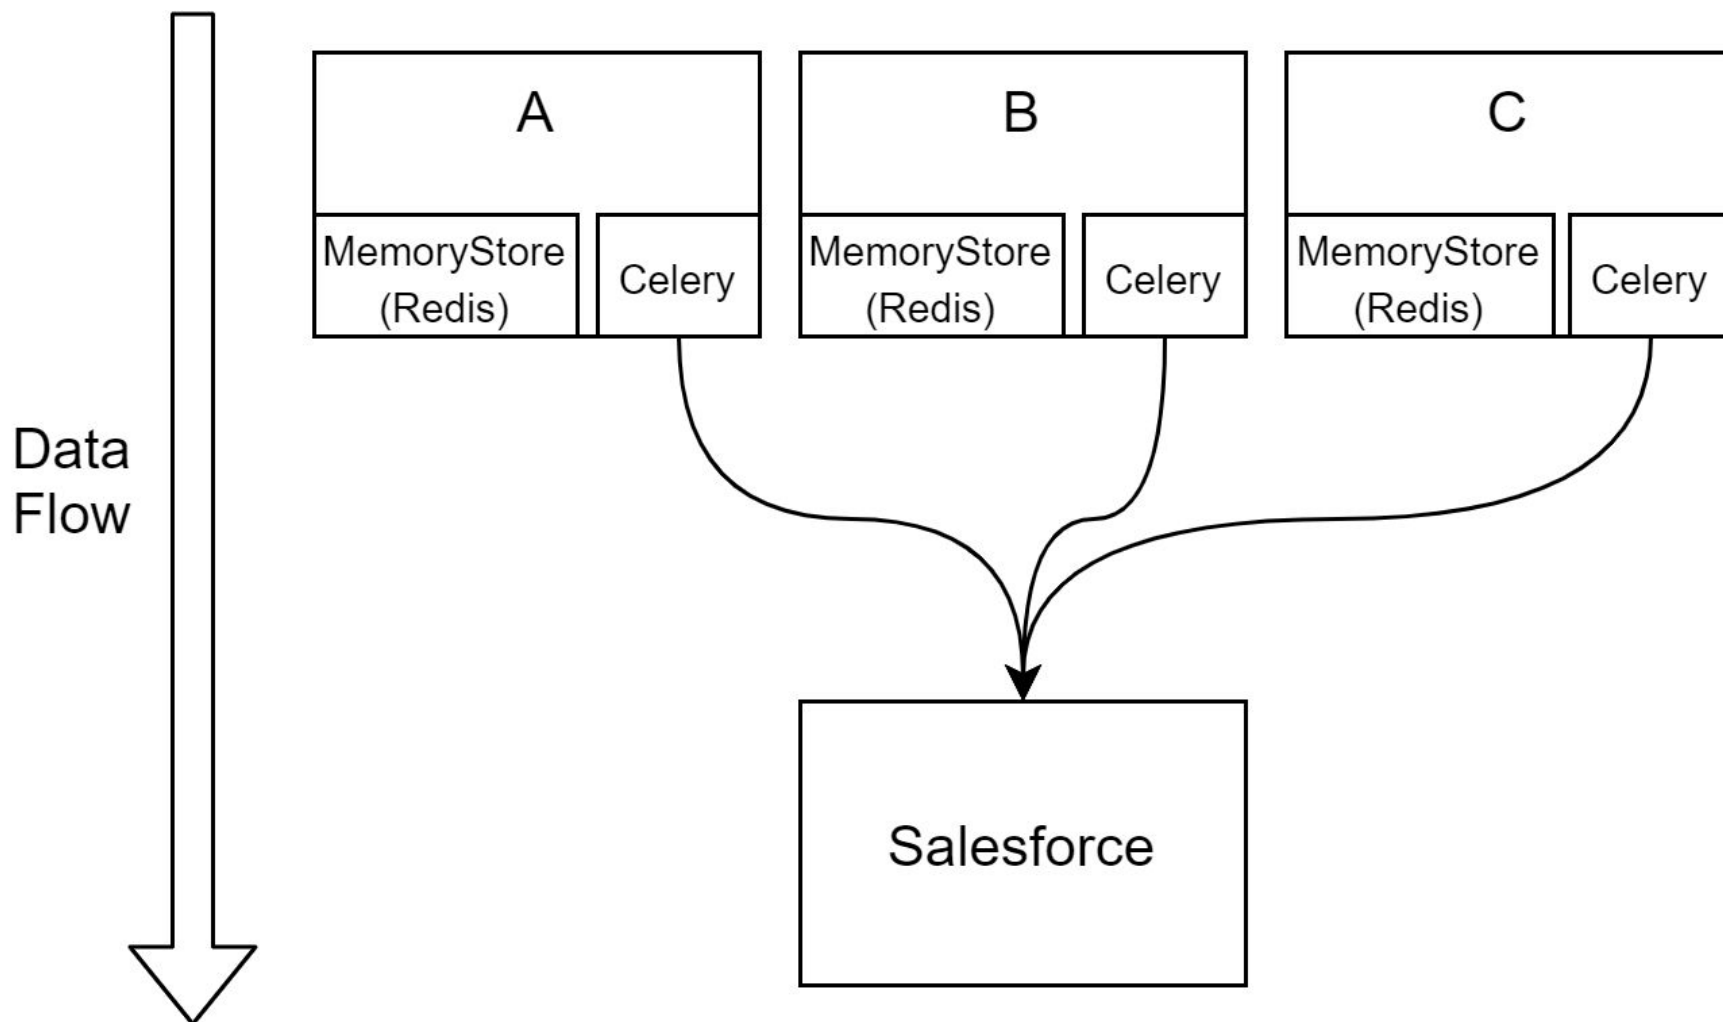 A
B
C
MemoryStore
(Redis)
Celery
MemoryStore
(Redis)
Celery
MemoryStore
(Redis)
Celery
Data
Flow
Salesforce